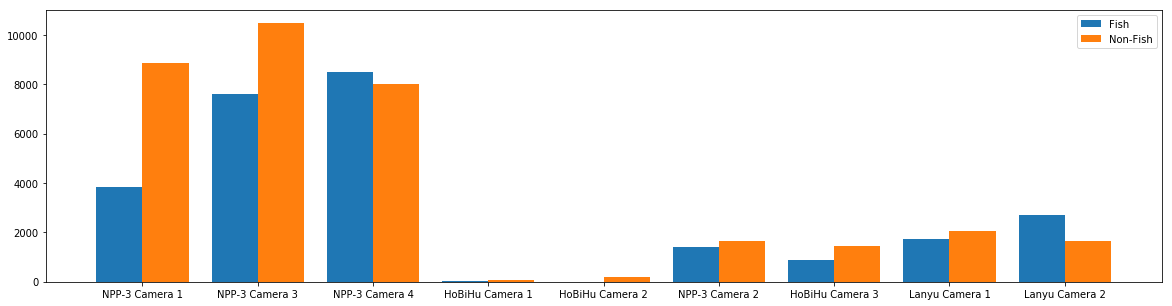 Fish
Non-Fish
10000
8000
6000
4000
2000
0
NPP-3 Camera 1 NPP-3 Camera 3 NPP-3 Camera 4 HoBiHu Camera 1 HoBiHu Camera 2 NPP-3 Camera 2 HoBiHu Camera 3 Lanyu Camera 1 Lanyu Camera 2